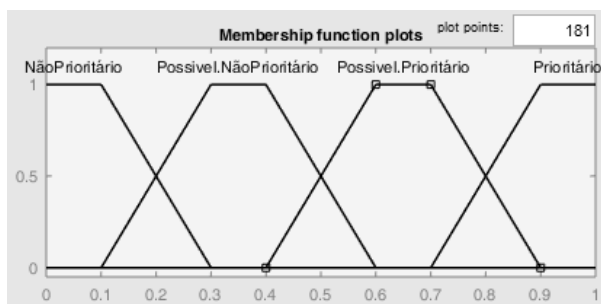 Membership function plots
plot points:
181
NãoPrioritário Possivel.NãoPrioritário Possivel.Prioritário Prioritário
1
0.5
0
0 0.1 0.2 0.3 0.4 0.5 0.6 0.7 0.8 0.9 1